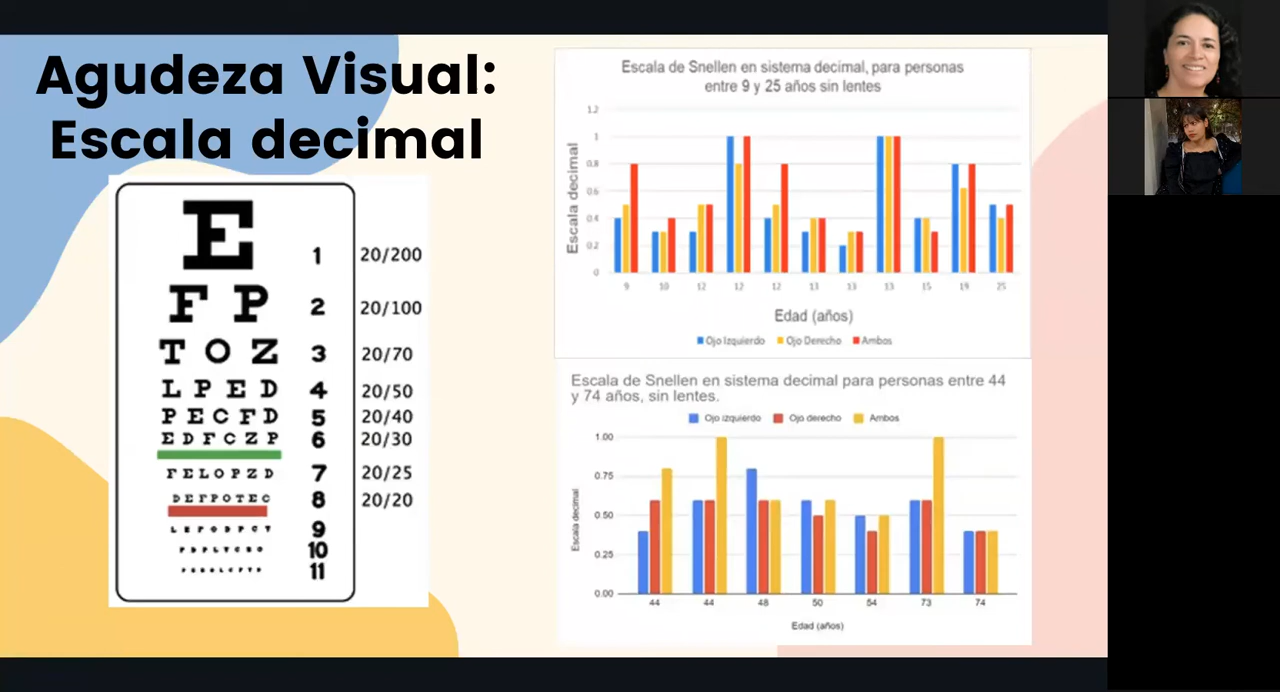 Agudeza Visual:
Escala decimal
E 1 20/200
F P 2 20/100
T O Z 3 20/70
L P E D 4 20/50
P E C F D 5 20/40
E D F C Z P 6 20/30
F E L O P Z D 7 20/25
D E F P O T E C 8 20/20
L E F O D P C T 9
F D P L T C E O 10
11
Escala de Snellen en sistema decimal, para personas
entre 9 y 25 años sin lentes
Escala decimal
1.2
1
0.8
0.6
0.4
0.2
0
9 10 12 12 12 13 13 13 15 19 25
Edad (años)
Ojo Izquierdo Ojo Derecho Ambos
Escala de Snellen en sistema decimal para personas entre 44
y 74 años, sin lentes.
Ojo izquierdo Ojo derecho Ambos
Escala decimal
1.00
0.75
0.50
0.25
0.00
44 44 48 50 54 73 74
Edad (años)